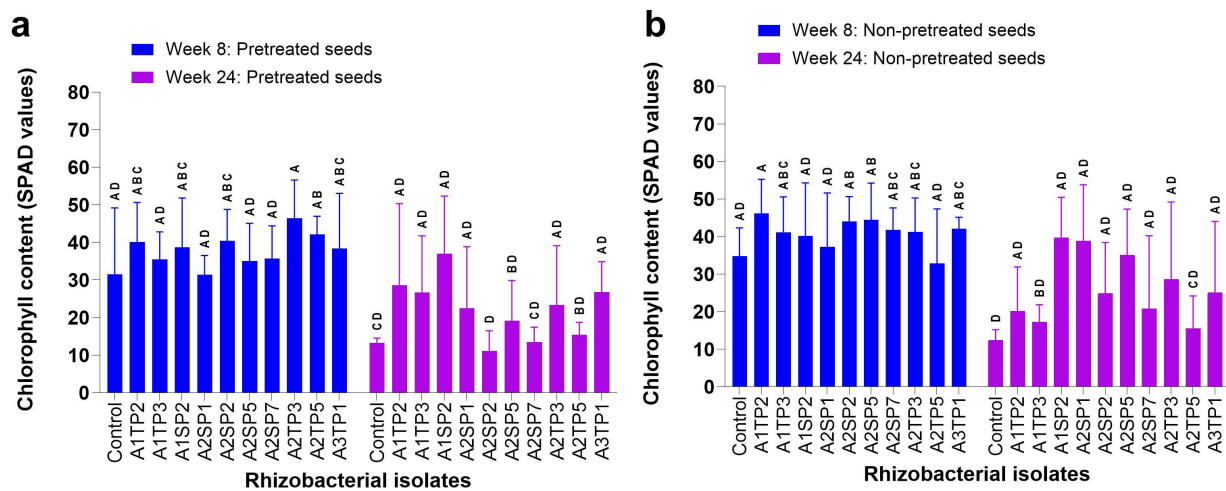 a
Week 8: Pretreated seeds
Week 24: Pretreated seeds
Chlorophyll content (SPAD values)
80
70
60
50
40
30
20
10
0
A D
A B C
A D
A B C
A D
A B C
A D
A D
A
A B
A B C
C D
A D
A D
A D
A D
D
B D
C D
A D
B D
A D
Control
A1TP2
A1TP3
A1SP2
A2SP1
A2SP2
A2SP5
A2SP7
A2TP3
A2TP5
A3TP1
Control
A1TP2
A1TP3
A1SP2
A2SP1
A2SP2
A2SP5
A2SP7
A2TP3
A2TP5
A3TP1
Rhizobacterial isolates
b
Week 8: Non-pretreated seeds
Week 24: Non-pretreated seeds
Chlorophyll content (SPAD values)
80
70
60
50
40
30
20
10
0
A D
A
A B C
A D
A D
A B
A B
A B C
A B C
A D
A B C
D
A D
B D
A D
A D
A D
A D
A D
A D
C D
A D
Control
A1TP2
A1TP3
A1SP2
A2SP1
A2SP2
A2SP5
A2SP7
A2TP3
A2TP5
A3TP1
Control
A1TP2
A1TP3
A1SP2
A2SP1
A2SP2
A2SP5
A2SP7
A2TP3
A2TP5
A3TP1
Rhizobacterial isolates